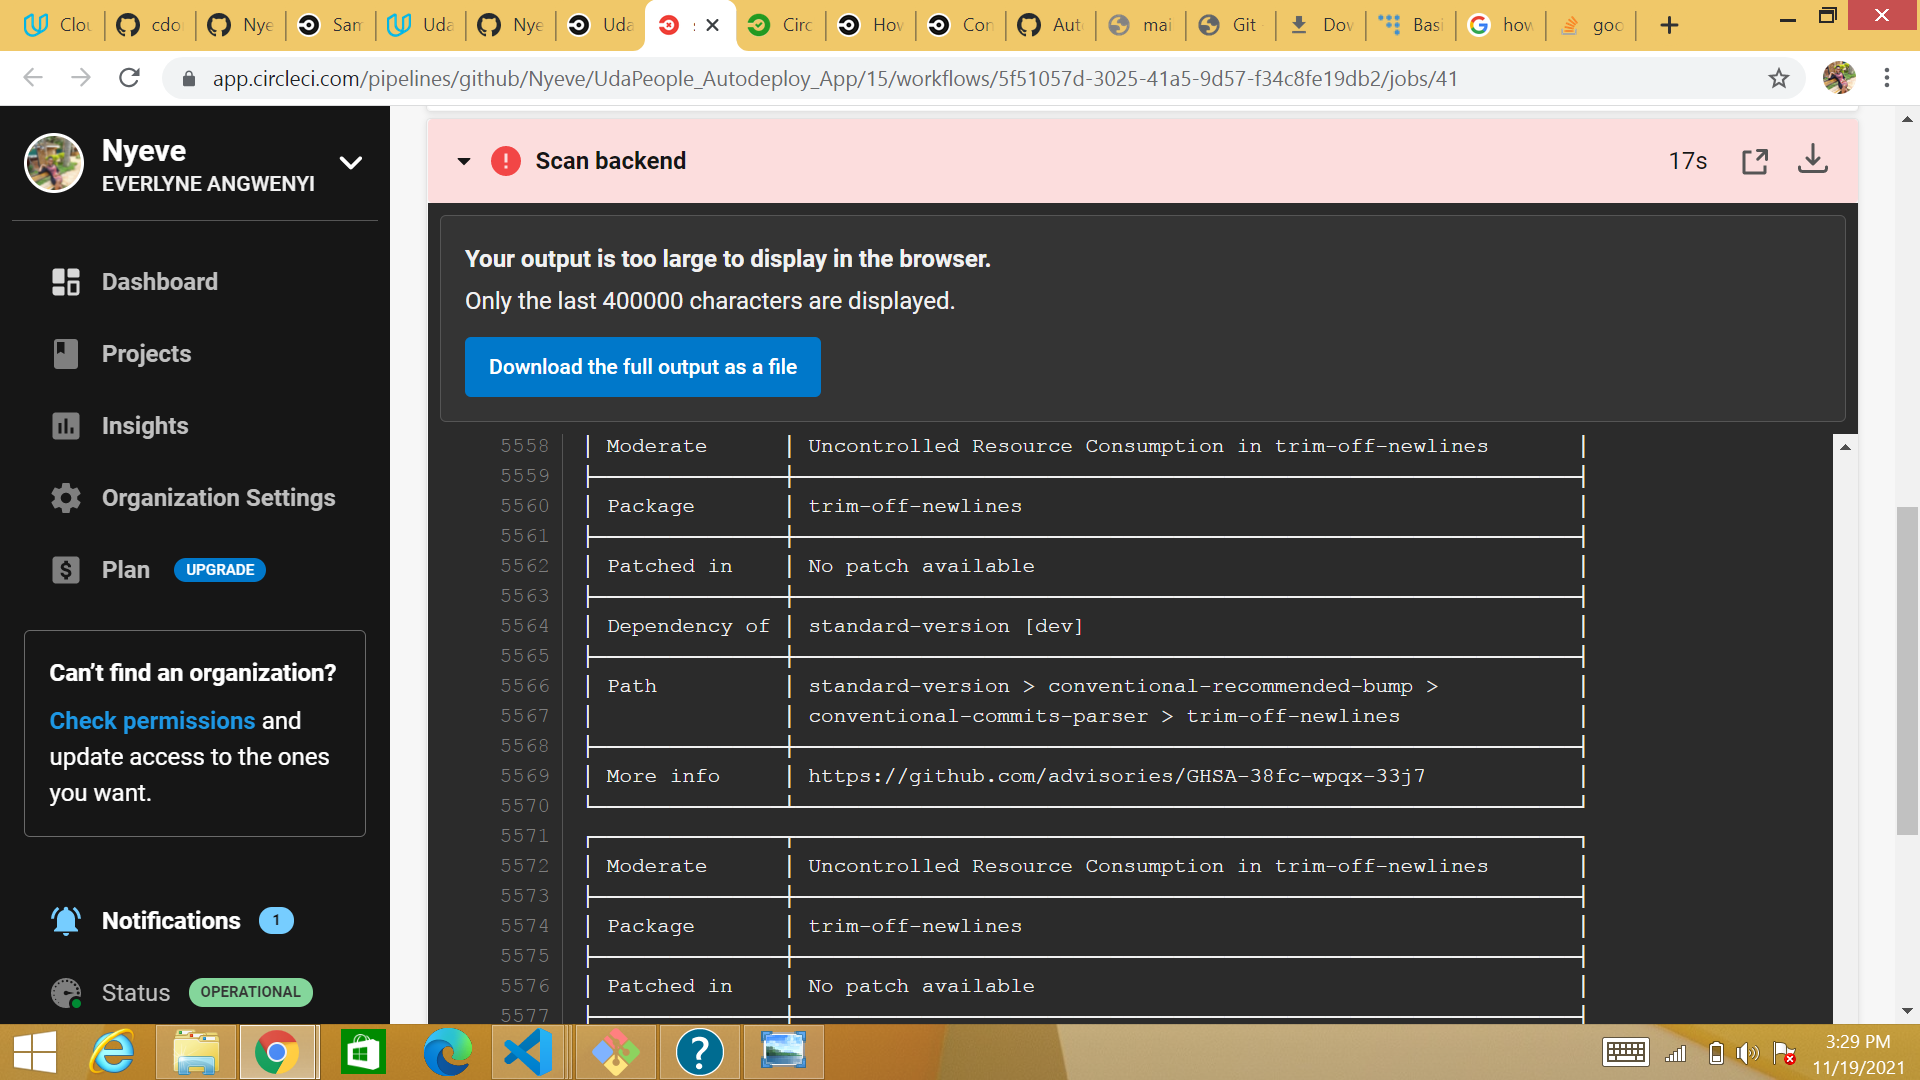 Clou
cdo
Nye
Sam
Uda
Nye
Uda
Circ
How
Con
Aut
mai
Git
Dov
Basi
how
goo
app.circleci.com/pipelines/github/Nyeve/UdaPeople_Autodeploy_App/15/workflows/5f51057d-3025-41a5-9d57-f34c8fe19db2/jobs/41
Nyeve
EVERLYNE ANGWENYI
Dashboard
Projects
Insights
Organization Settings
Plan UPGRADE
Can’t find an organization?
Check permissions and
update access to the ones
you want.
Notifications 1
Status OPERATIONAL
Scan backend 17s
Your output is too large to display in the browser.
Only the last 400000 characters are displayed.
Download the full output as a file
5558 │ Moderate │ Uncontrolled Resource Consumption in trim-off-newlines │
5559
5560 │ Package │ trim-off-newlines │
5561
5562 │ Patched in │ No patch available │
5563
5564 │ Dependency of │ standard-version [dev] │
5565
5566 │ Path │ standard-version > conventional-recommended-bump > │
5567 │ │ conventional-commits-parser > trim-off-newlines │
5568
5569 │ More info │ https://github.com/advisories/GHSA-38fc-wpqx-33j7 │
5570
5571
5572 │ Moderate │ Uncontrolled Resource Consumption in trim-off-newlines │
5573
5574 │ Package │ trim-off-newlines │
5575
5576 │ Patched in │ No patch available │
5577
3:29 PM
11/19/2021